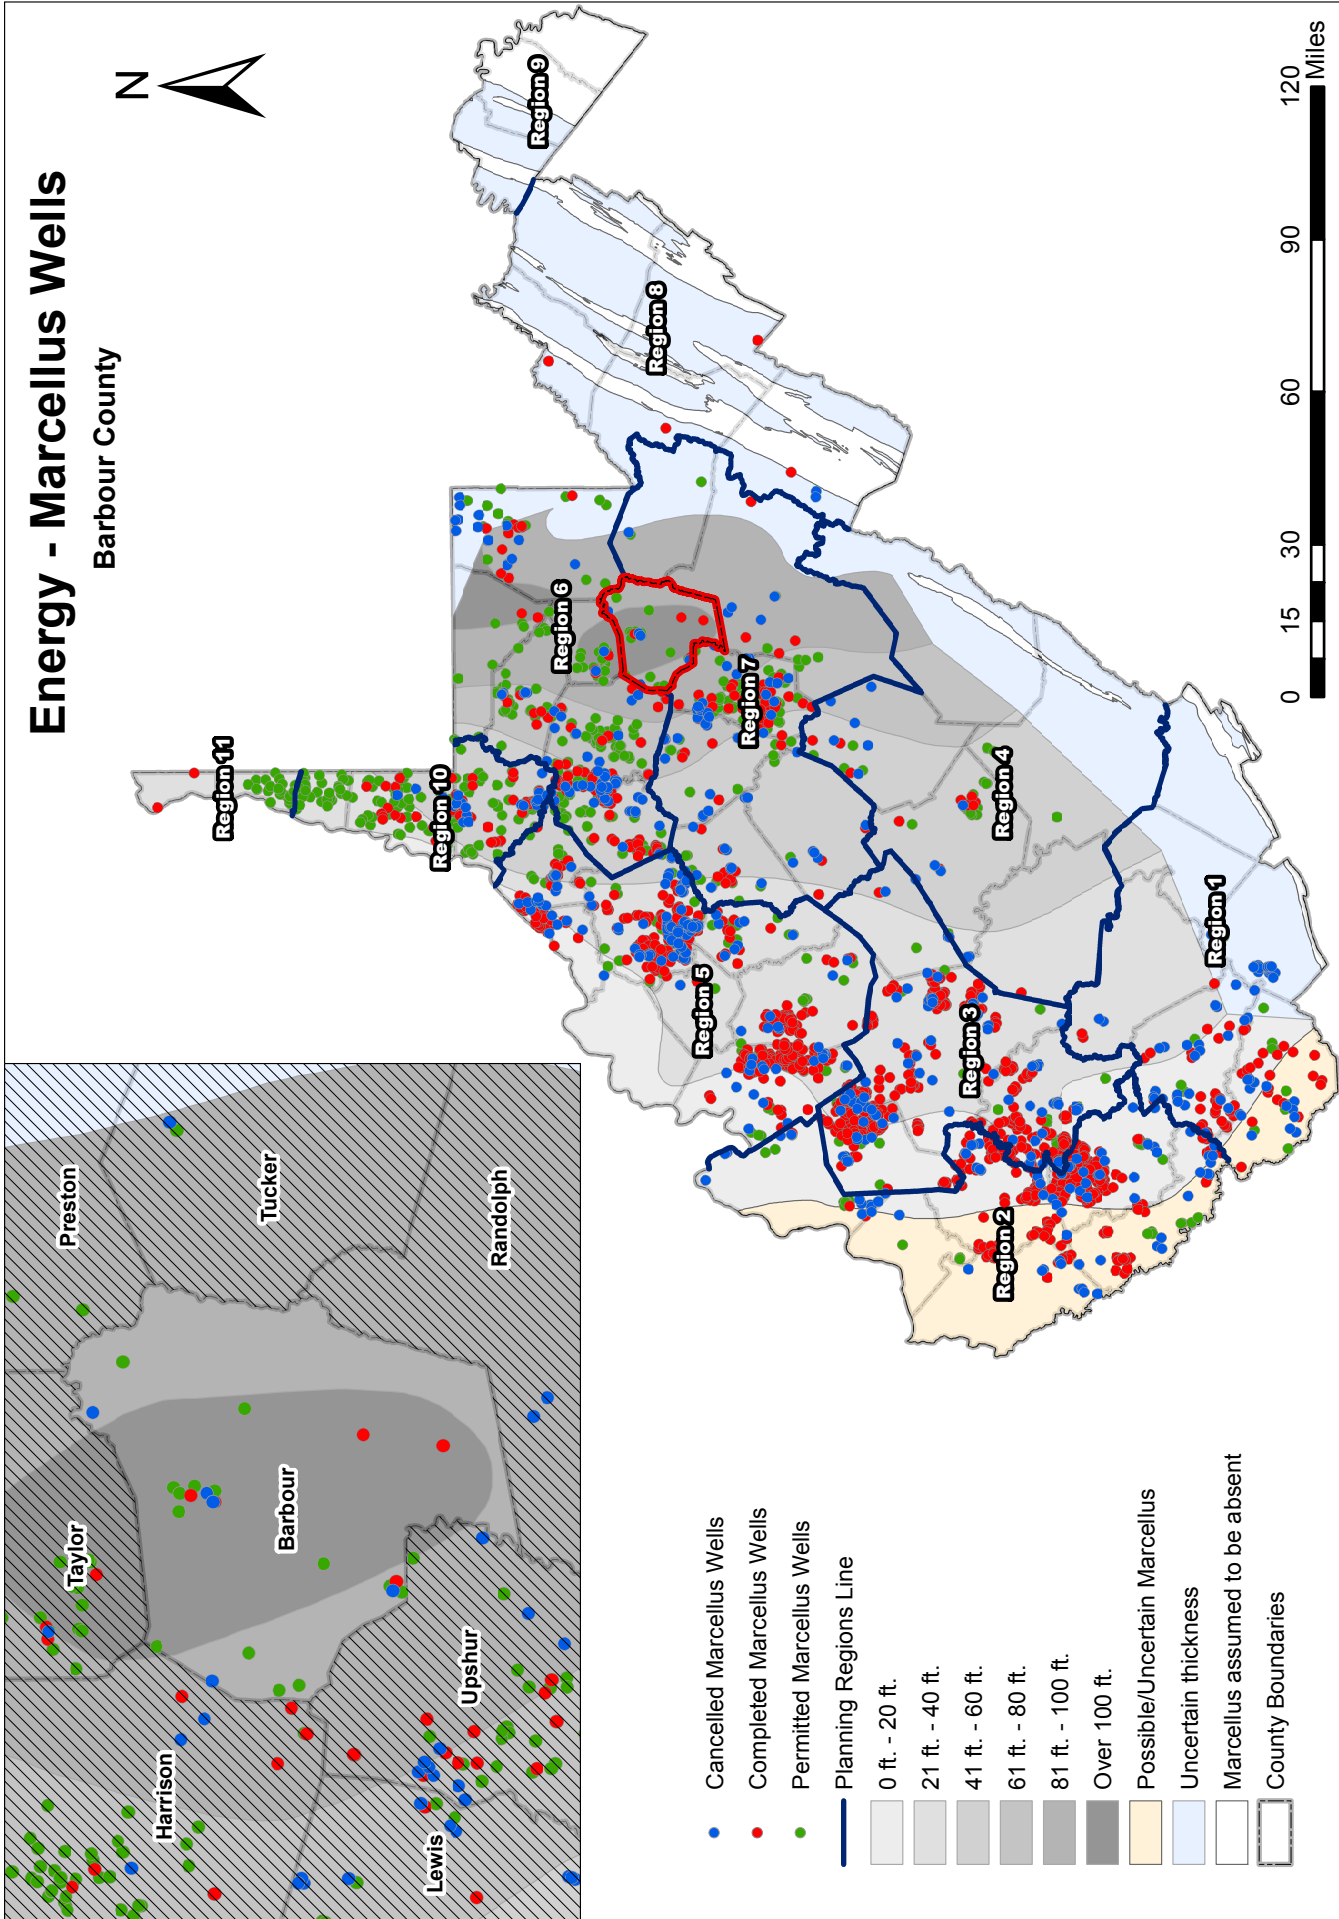 Energy - Marcellus Wells
Barbour County
N
Preston
Taylor
Harrison
Tucker
Barbour
Randolph
Upshur
Lewis
Region 11
Region 10
Region 6
Region 9
Region 8
Region 7
Region 5
Region 4
Region 3
Region 2
Region 1
Cancelled Marcellus Wells
Completed Marcellus Wells
Permitted Marcellus Wells
Planning Regions Line
0 ft. - 20 ft.
21 ft. - 40 ft.
41 ft. - 60 ft.
61 ft. - 80 ft.
81 ft. - 100 ft.
Over 100 ft.
Possible/Uncertain Marcellus
Uncertain thickness
Marcellus assumed to be absent
County Boundaries
0 15 30 60 90 120
Miles